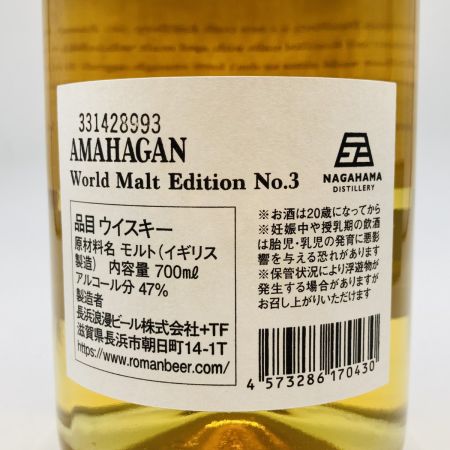 331428993
AMAHAGAN
World Malt Edition No.3
NAGAHAMA
DISTILLERY
品目 ウイスキー
原材料名 モルト(イギリス
製造) 内容量 700mℓ
アルコール分 47%
製造者
長浜浪漫ビール株式会社+TF
滋賀県長浜市朝日町14-1T
https://www.romanbeer.com/
※お酒は20歳になってから
※妊娠中や授乳期の飲酒
は胎児・乳児の発育に悪影
響を与える恐れがあります
※保管状況により浮遊物が
発生する場合がありますが
お召し上がりいただけます
4 573286 170430